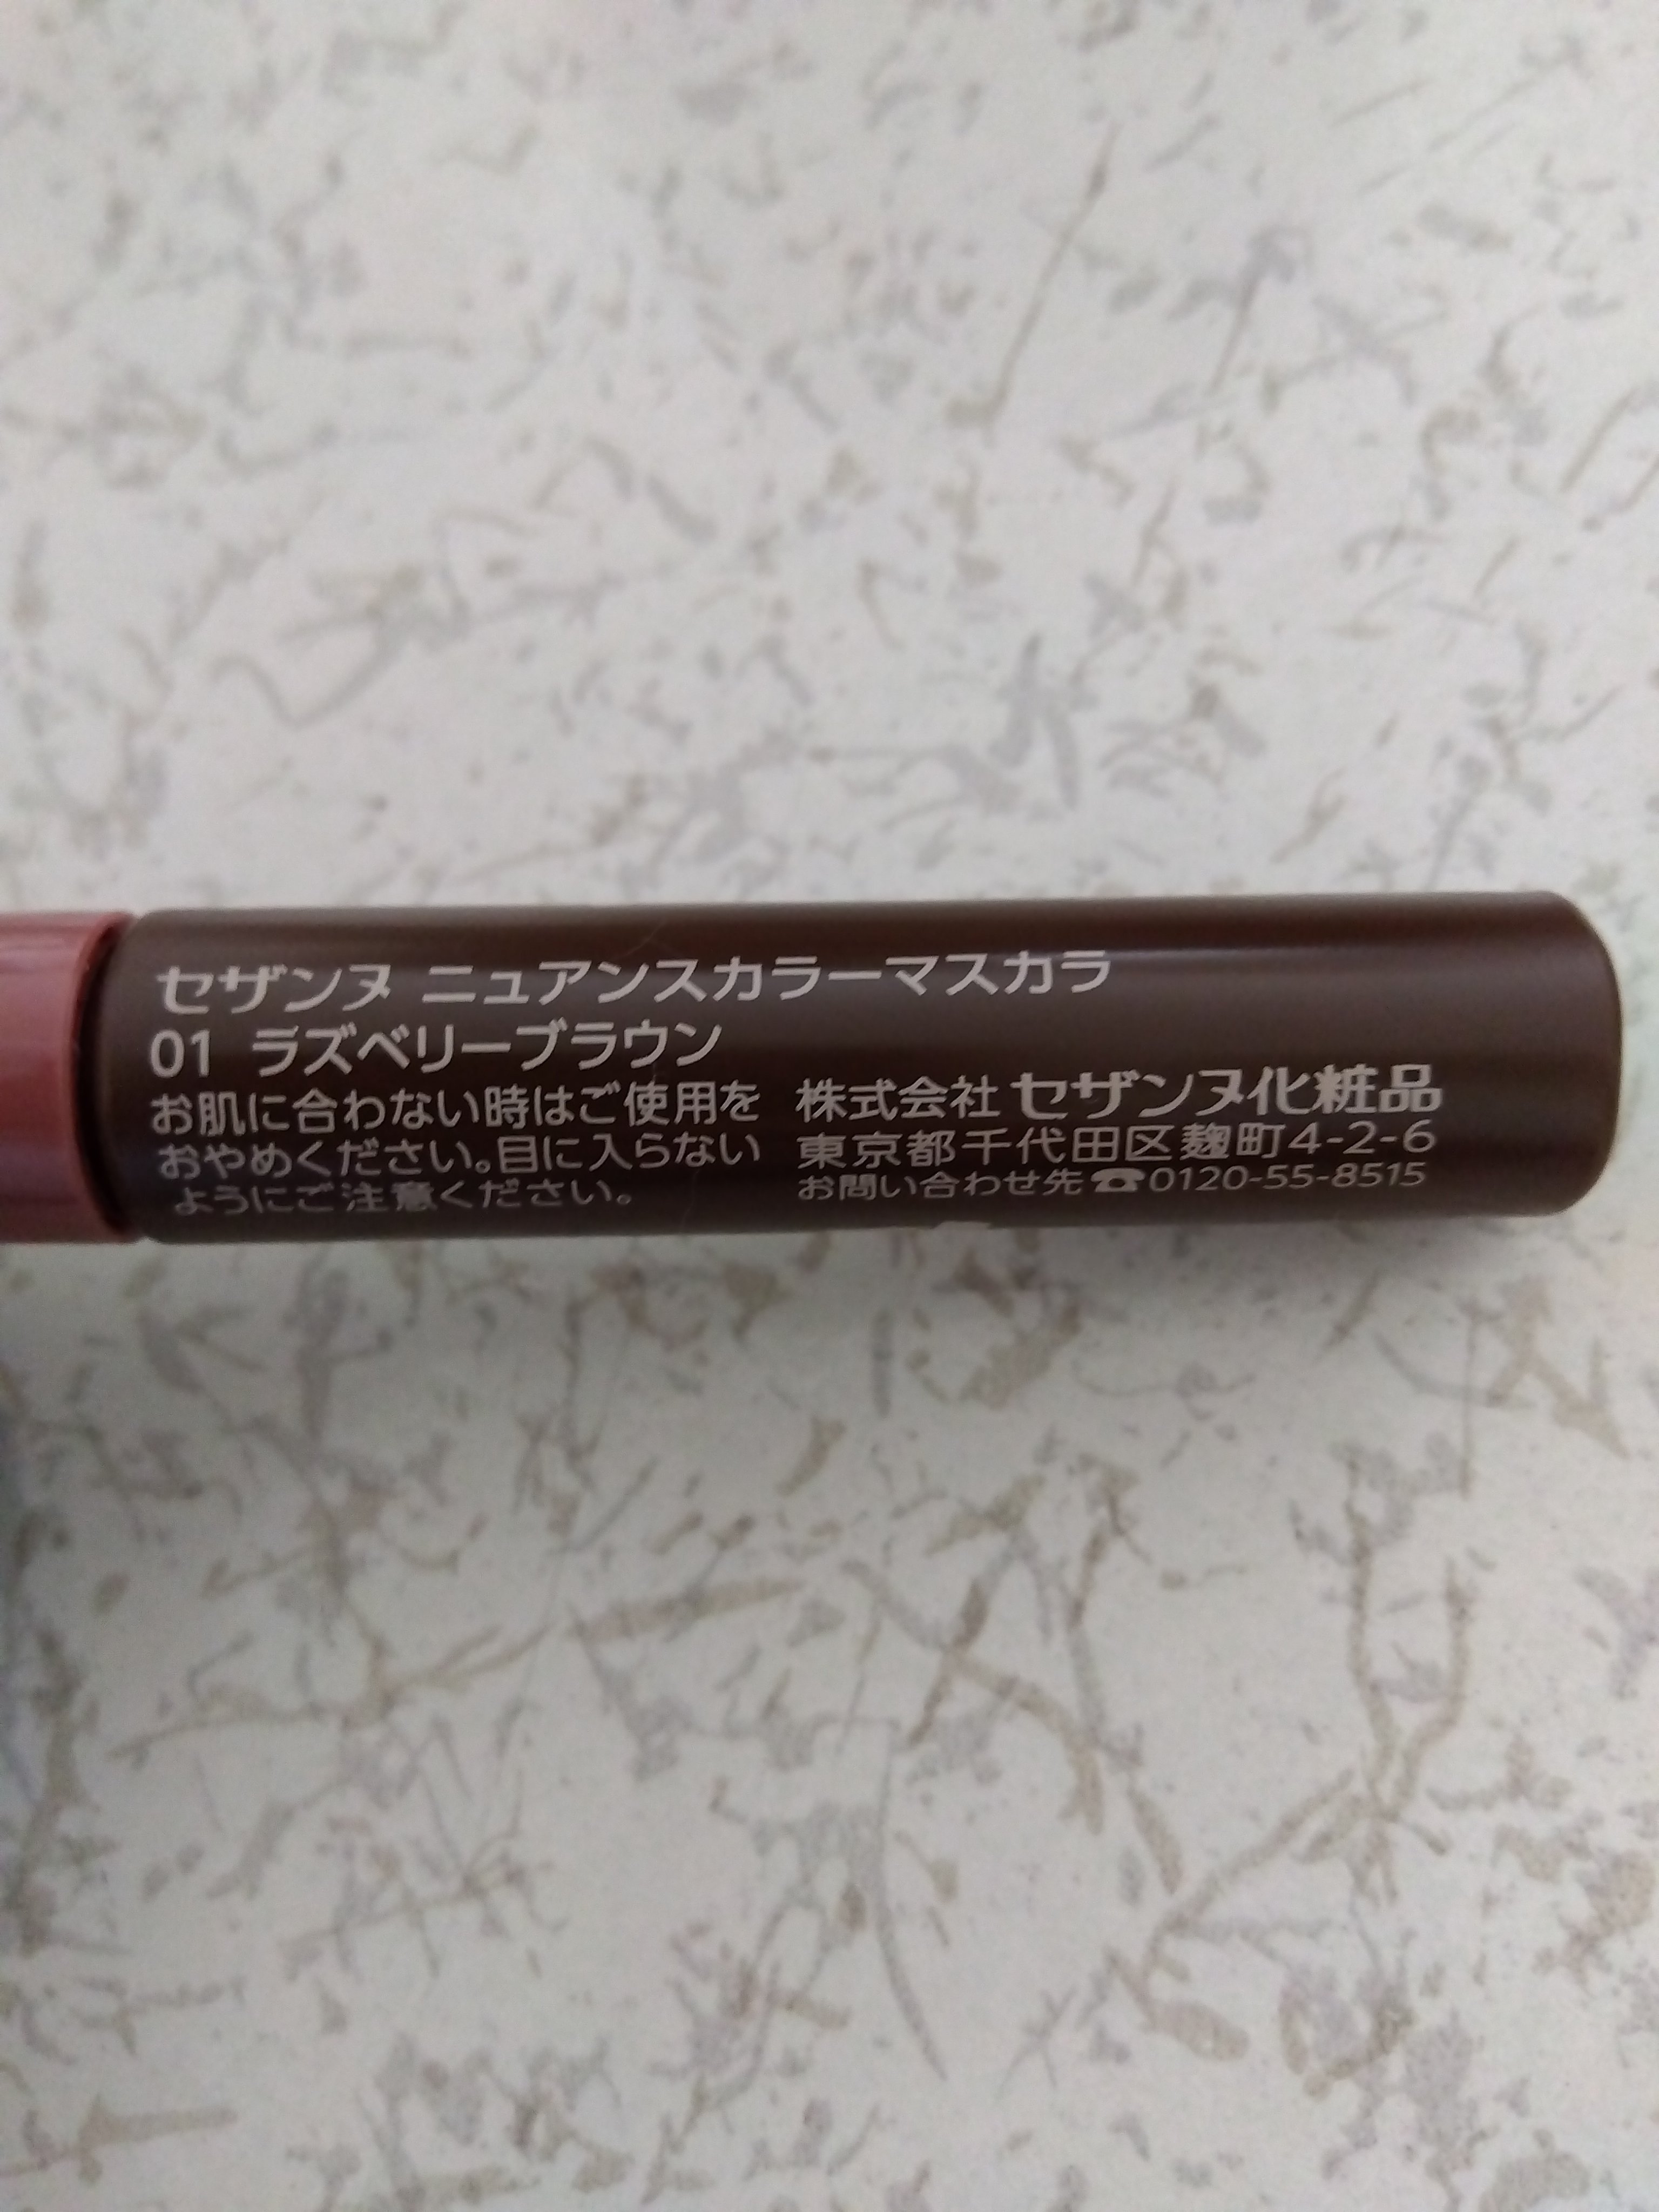 セザンヌ ニュアンスカラーマスカラ
01 ラズベリーブラウン
お肌に合わない時はご使用を
おやめください。目に入らない
ようにご注意ください。
株式会社 セザンヌ化粧品
東京都千代田区麹町4-2-6
お問い合わせ先☎0120-55-8515